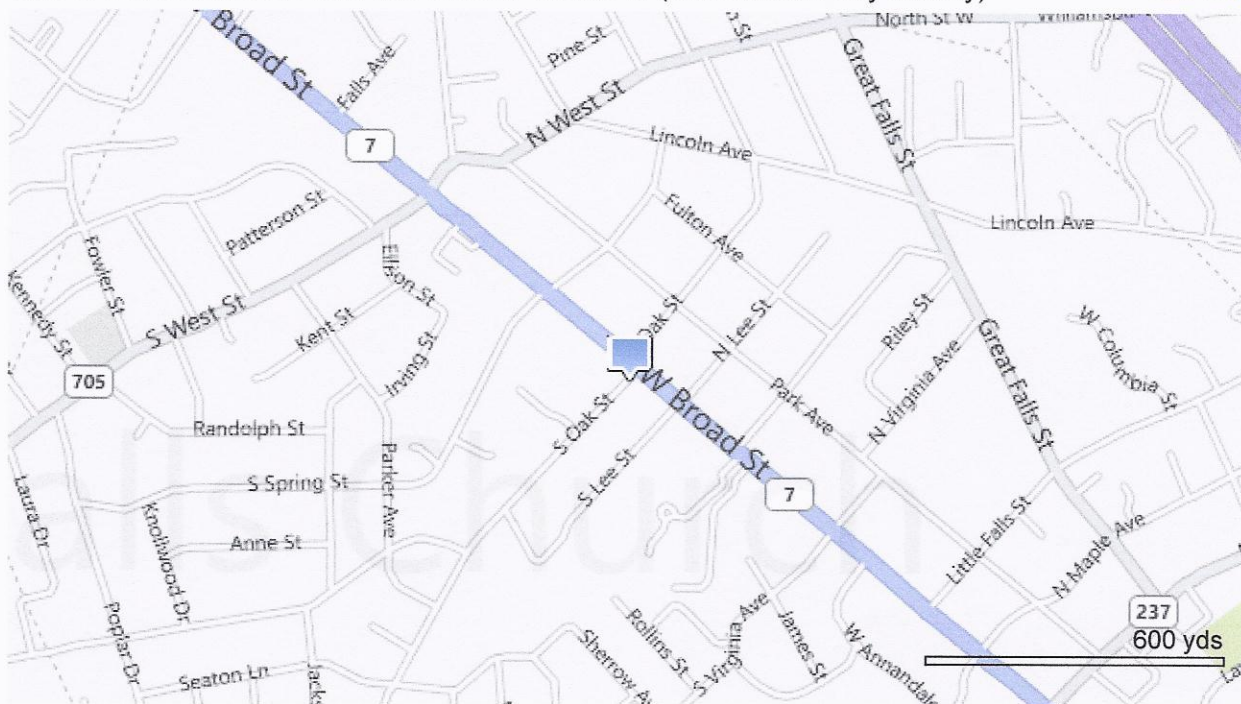 North St W
Broad St
Falls Ave
Pine St
N West St
Great Falls St
7
Lincoln Ave
Lincoln Ave
Patterson St
Fulton Ave
Fowler St
Ellison St
Kennedy St
S West St
Kent St
Irving St
Oak St
N Lee St
Riley St
W Columbia St
705
W Broad St
Park Ave
N Virginia Ave
Great Falls St
Randolph St
S Oak St
Parker Ave
S Spring St
S Lee St
7
alls Church
Laura Dr
Knollwood Dr
Anne St
Little Falls St
N Maple Ave
Poplar Dr
Rollins St
S Virginia Ave
James St
237
600 yds
Sherrow Av
W Annandale
Seaton Ln
Jacks